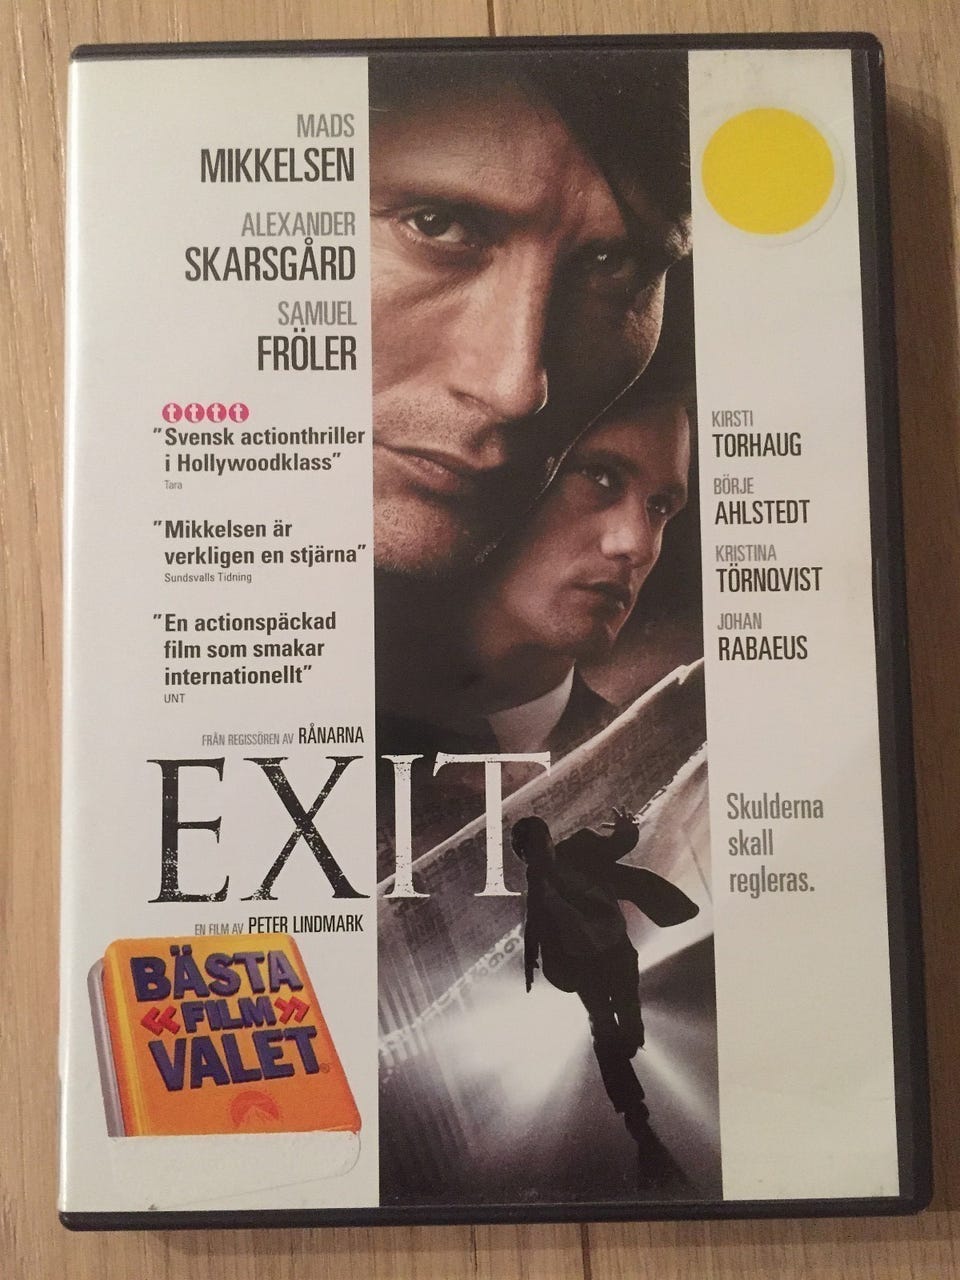 MADS
MIKKELSEN
ALEXANDER
SKARSGÅRD
SAMUEL
FRÖLER
tttt
”Svensk actionthriller
i Hollywoodklass”
Tara
”Mikkelsen är
verkligen en stjärna”
Sundsvalls Tidning
”En actionspäckad
film som smakar
internationellt”
UNT
FRÅN REGISSÖREN AV RÅNARNA
EXIT
EN FILM AV PETER LINDMARK
BÄSTA
«FILM»
VALET®
KIRSTI
TORHAUG
BÖRJE
AHLSTEDT
KRISTINA
TÖRNQVIST
JOHAN
RABAEUS
Skulderna
skall
regleras.